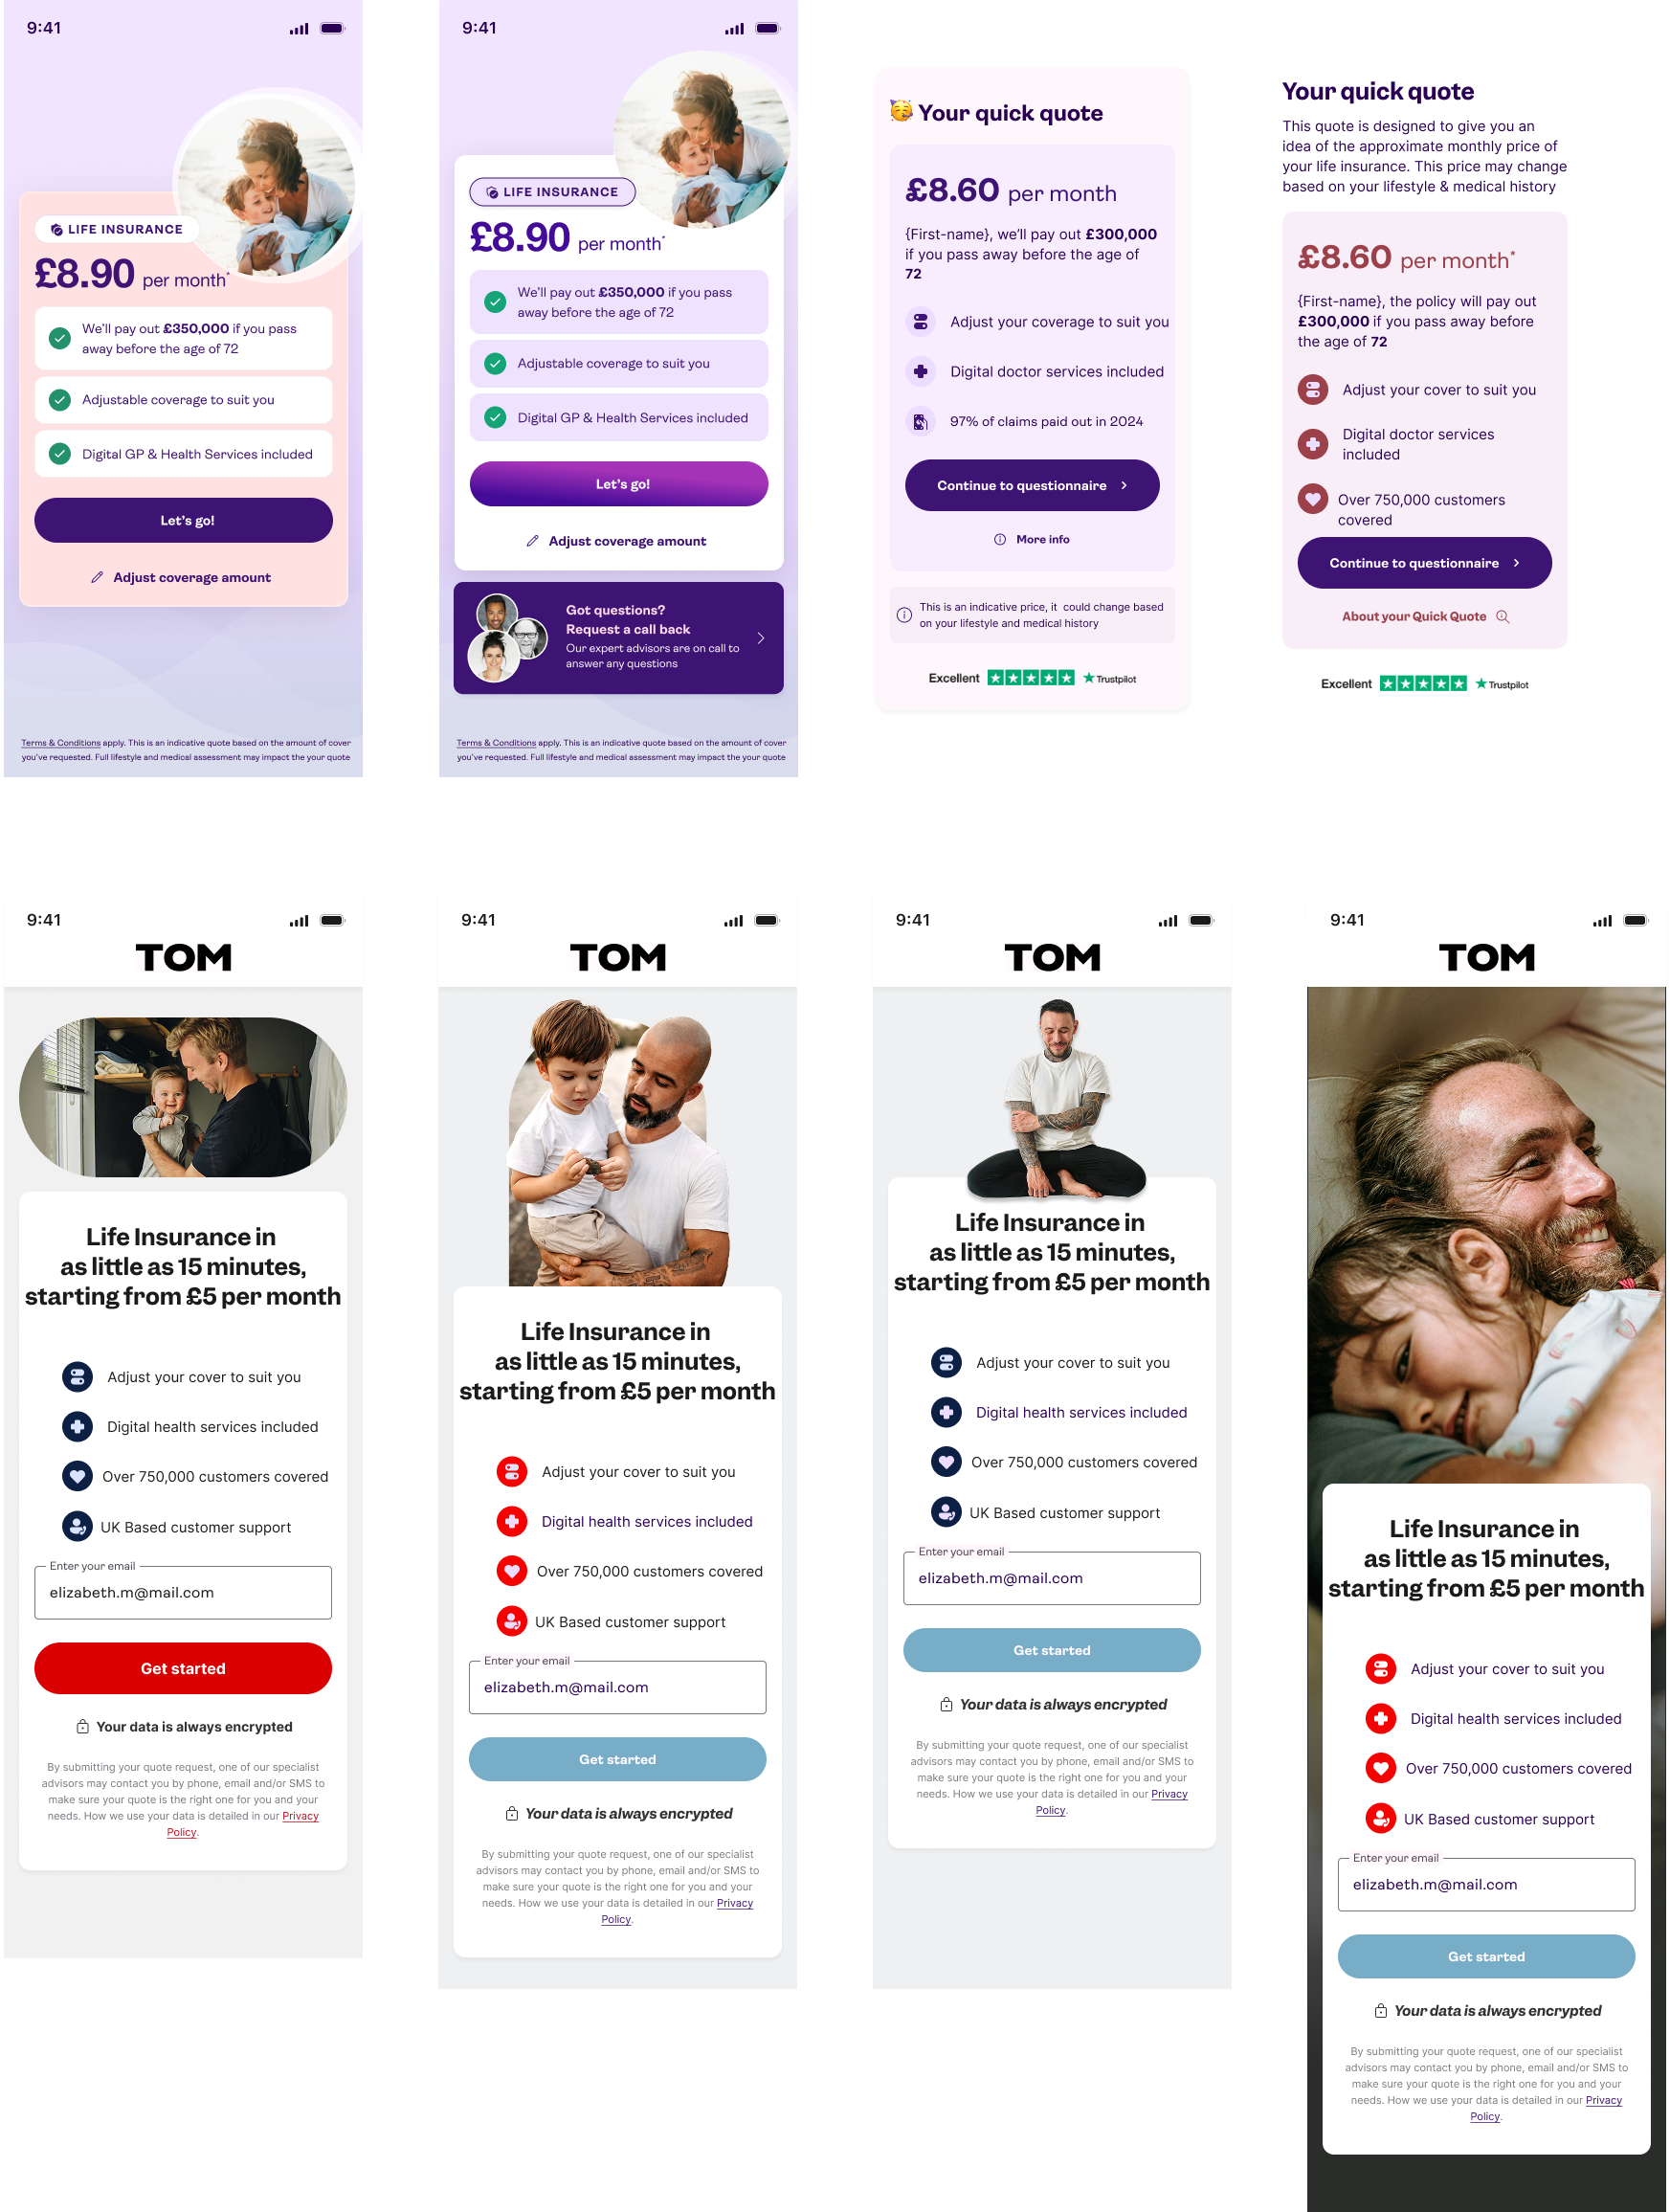 9:41
LIFE INSURANCE
£8.90 per month*
We'll pay out £350,000 if you pass
away before the age of 72
Adjustable coverage to suit you
Digital GP & Health Services included
Let's go!
Adjust coverage amount
Terms & Conditions apply. This is an indicative quote based on the amount of cover
you've requested. Full lifestyle and medical assessment may impact the your quote
9:41
LIFE INSURANCE
£8.90 per month*
We'll pay out £350,000 if you pass
away before the age of 72
Adjustable coverage to suit you
Digital GP & Health Services included
Let's go!
Adjust coverage amount
Got questions?
Request a call back
Our expert advisors are on call to
answer any questions
Terms & Conditions apply. This is an indicative quote based on the amount of cover
you've requested. Full lifestyle and medical assessment may impact the your quote
Your quick quote
£8.60 per month
{First-name}, we'll pay out £300,000
if you pass away before the age of
72
Adjust your coverage to suit you
Digital doctor services included
97% of claims paid out in 2024
Continue to questionnaire
More info
This is an indicative price, it could change based
on your lifestyle and medical history
Excellent Trustpilot
Your quick quote
This quote is designed to give you an
idea of the approximate monthly price of
your life insurance. This price may change
based on your lifestyle & medical history
£8.60 per month*
{First-name}, the policy will pay out
£300,000 if you pass away before
the age of 72
Adjust your cover to suit you
Digital doctor services
included
Over 750,000 customers
covered
Continue to questionnaire
About your Quick Quote
Excellent Trustpilot
9:41
TOM
Life Insurance in
as little as 15 minutes,
starting from £5 per month
Adjust your cover to suit you
Digital health services included
Over 750,000 customers covered
UK Based customer support
Enter your email
elizabeth.m@mail.com
Get started
Your data is always encrypted
By submitting your quote request, one of our specialist
advisors may contact you by phone, email and/or SMS to
make sure your quote is the right one for you and your
needs. How we use your data is detailed in our Privacy
Policy.
9:41
TOM
Life Insurance in
as little as 15 minutes,
starting from £5 per month
Adjust your cover to suit you
Digital health services included
Over 750,000 customers covered
UK Based customer support
Enter your email
elizabeth.m@mail.com
Get started
Your data is always encrypted
By submitting your quote request, one of our specialist
advisors may contact you by phone, email and/or SMS to
make sure your quote is the right one for you and your
needs. How we use your data is detailed in our Privacy
Policy.
9:41
TOM
Life Insurance in
as little as 15 minutes,
starting from £5 per month
Adjust your cover to suit you
Digital health services included
Over 750,000 customers covered
UK Based customer support
Enter your email
elizabeth.m@mail.com
Get started
Your data is always encrypted
By submitting your quote request, one of our specialist
advisors may contact you by phone, email and/or SMS to
make sure your quote is the right one for you and your
needs. How we use your data is detailed in our Privacy
Policy.
9:41
TOM
Life Insurance in
as little as 15 minutes,
starting from £5 per month
Adjust your cover to suit you
Digital health services included
Over 750,000 customers covered
UK Based customer support
Enter your email
elizabeth.m@mail.com
Get started
Your data is always encrypted
By submitting your quote request, one of our specialist
advisors may contact you by phone, email and/or SMS to
make sure your quote is the right one for you and your
needs. How we use your data is detailed in our Privacy
Policy.